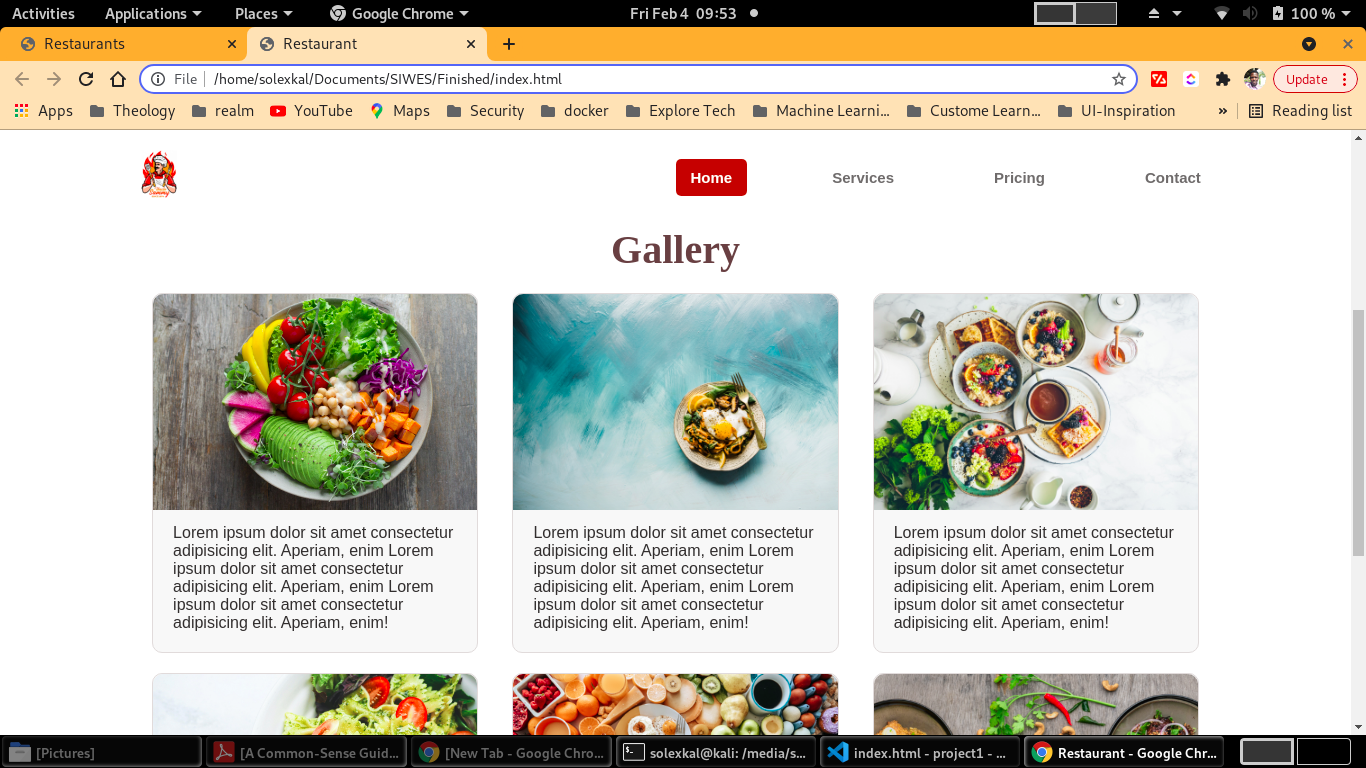 Activities Applications Places Google Chrome Fri Feb 4 09:53 100 %
Restaurants Restaurant
File /home/solexkal/Documents/SIWES/Finished/index.html Update
Apps Theology realm YouTube Maps Security docker Explore Tech Machine Learni... Custome Learn... UI-Inspiration » Reading list
Home Services Pricing Contact
Gallery
Lorem ipsum dolor sit amet consectetur
adipisicing elit. Aperiam, enim Lorem
ipsum dolor sit amet consectetur
adipisicing elit. Aperiam, enim Lorem
ipsum dolor sit amet consectetur
adipisicing elit. Aperiam, enim!
Lorem ipsum dolor sit amet consectetur
adipisicing elit. Aperiam, enim Lorem
ipsum dolor sit amet consectetur
adipisicing elit. Aperiam, enim Lorem
ipsum dolor sit amet consectetur
adipisicing elit. Aperiam, enim!
Lorem ipsum dolor sit amet consectetur
adipisicing elit. Aperiam, enim Lorem
ipsum dolor sit amet consectetur
adipisicing elit. Aperiam, enim Lorem
ipsum dolor sit amet consectetur
adipisicing elit. Aperiam, enim!
[Pictures] [A Common-Sense Guid... [New Tab - Google Chro... solexkal@kali: /media/s... index.html - project1 - ... Restaurant - Google Chr...